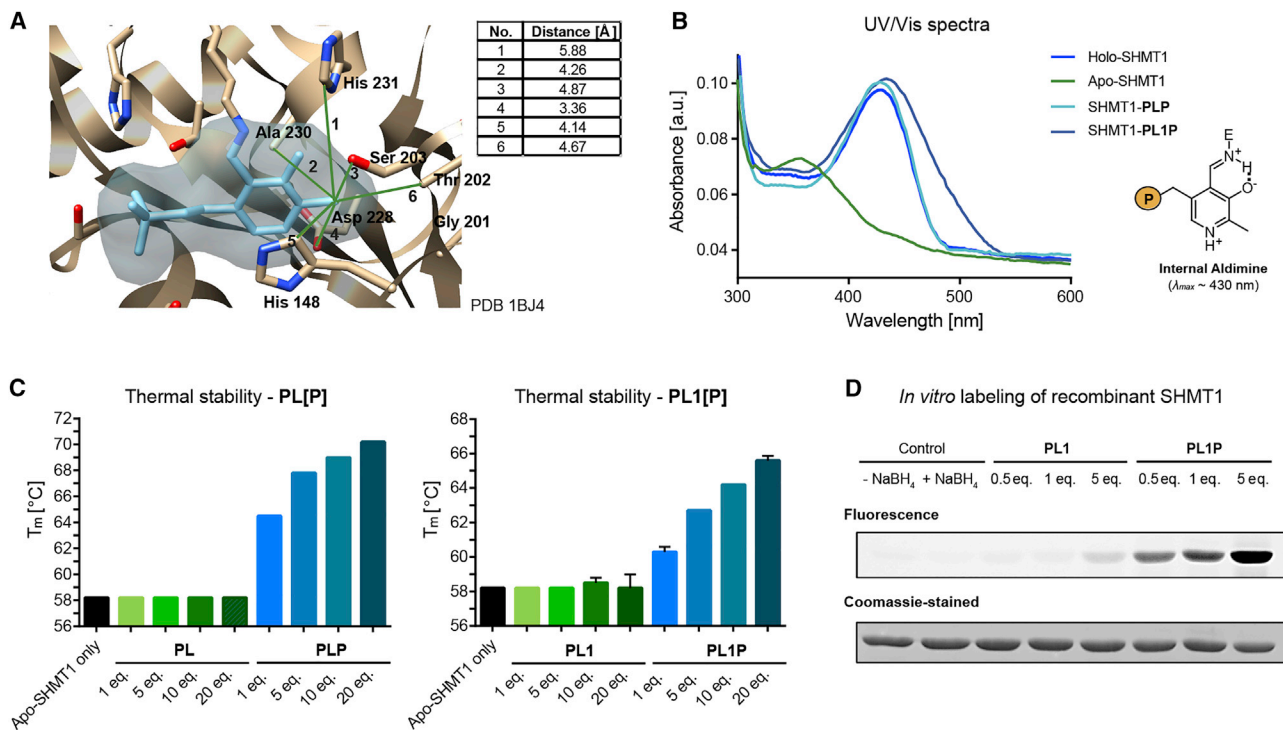 A
His 231
1
Ala 230
2
Ser 203
3
Thr 202
6
Asp 228
Gly 201
5
4
His 148
PDB 1BJ4
No. Distance [Å]
1 5.88
2 4.26
3 4.87
4 3.36
5 4.14
6 4.67
B
UV/Vis spectra
Absorbance [a.u.]
0.10
0.08
0.06
0.04
300 400 500 600
Wavelength [nm]
Holo-SHMT1
Apo-SHMT1
SHMT1-PLP
SHMT1-PL1P
E
N+
H
O-
P
N+
H
Internal Aldimine
(λmax ~ 430 nm)
C
Thermal stability - PL[P]
Tm [°C]
72
70
68
66
64
62
60
58
56
Apo-SHMT1 only
1 eq.
5 eq.
10 eq.
20 eq.
1 eq.
5 eq.
10 eq.
20 eq.
PL PLP
Thermal stability - PL1[P]
Tm [°C]
68
66
64
62
60
58
56
Apo-SHMT1 only
1 eq.
5 eq.
10 eq.
20 eq.
1 eq.
5 eq.
10 eq.
20 eq.
PL1 PL1P
D
In vitro labeling of recombinant SHMT1
Control PL1 PL1P
- NaBH4 + NaBH4 0.5 eq. 1 eq. 5 eq. 0.5 eq. 1 eq. 5 eq.
Fluorescence
Coomassie-stained